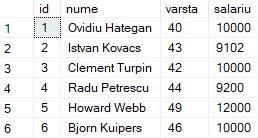 id nume varsta salariu
1 1 Ovidiu Hategan 40 10000
2 2 Istvan Kovacs 43 9102
3 3 Clement Turpin 42 10000
4 4 Radu Petrescu 44 9200
5 5 Howard Webb 49 12000
6 6 Bjorn Kuipers 46 10000